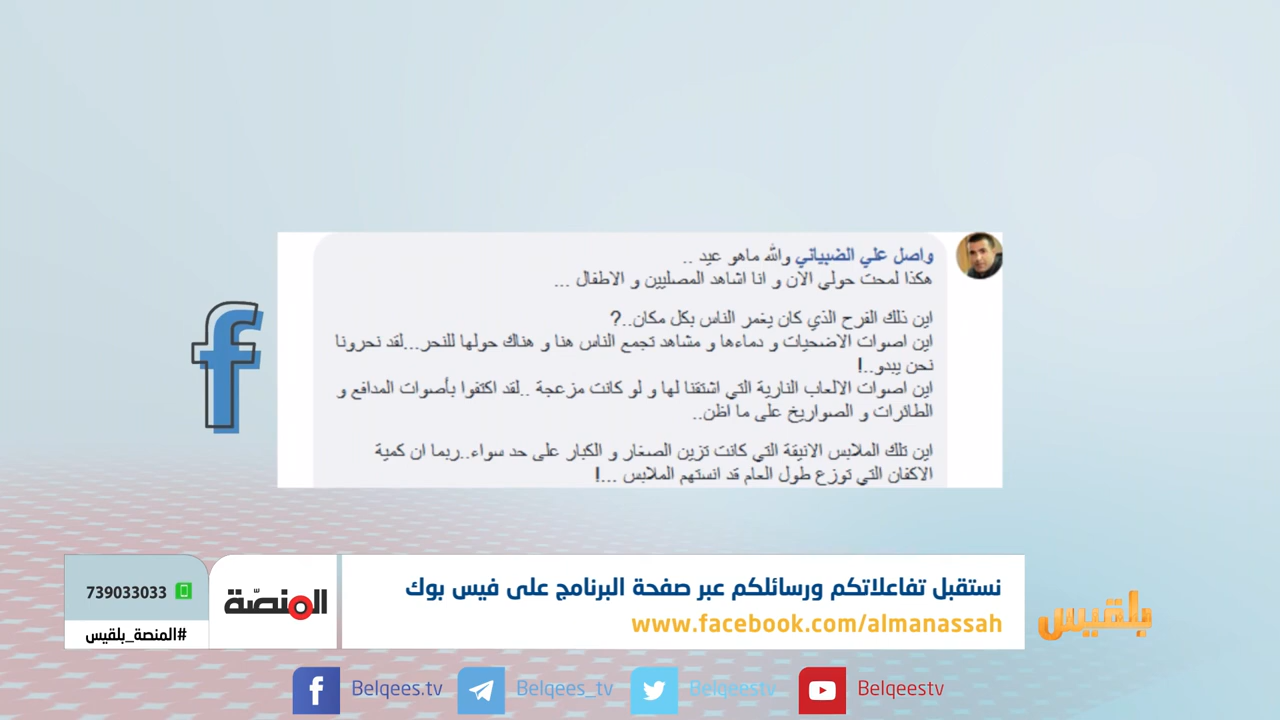 واصل علي الضبياني والله ماهو عيد ..
هكذا لمحت حولي الان و انا اشاهد المصليين و الاطفال ...
اين ذلك الفرح الذي كان يغمر الناس بكل مكان..?
اين اصوات الاضحيات و دماءها و مشاهد تجمع الناس هنا و هناك حولها للنحر...لقد نحرونا
نحن يبدو..!
اين اصوات الالعاب النارية التي اشتقنا لها و لو كانت مزعجة ..لقد اكتفوا بأصوات المدافع و
الطائرات و الصواريخ على ما اظن..
اين تلك الملابس الانيقة التي كانت تزين الصغار و الكبار على حد سواء..ربما ان كمية
الاكفان التي توزع طول العام قد انستهم الملابس ...!
نستقبل تفاعلاتكم ورسائلكم عبر صفحة البرنامج على فيس بوك
www.facebook.com/almanassah
المنصّة
739033033
#المنصة_بلقيس
بلقيس
Belqees.tv
Belqees_tv
Belqeestv
Belqeestv